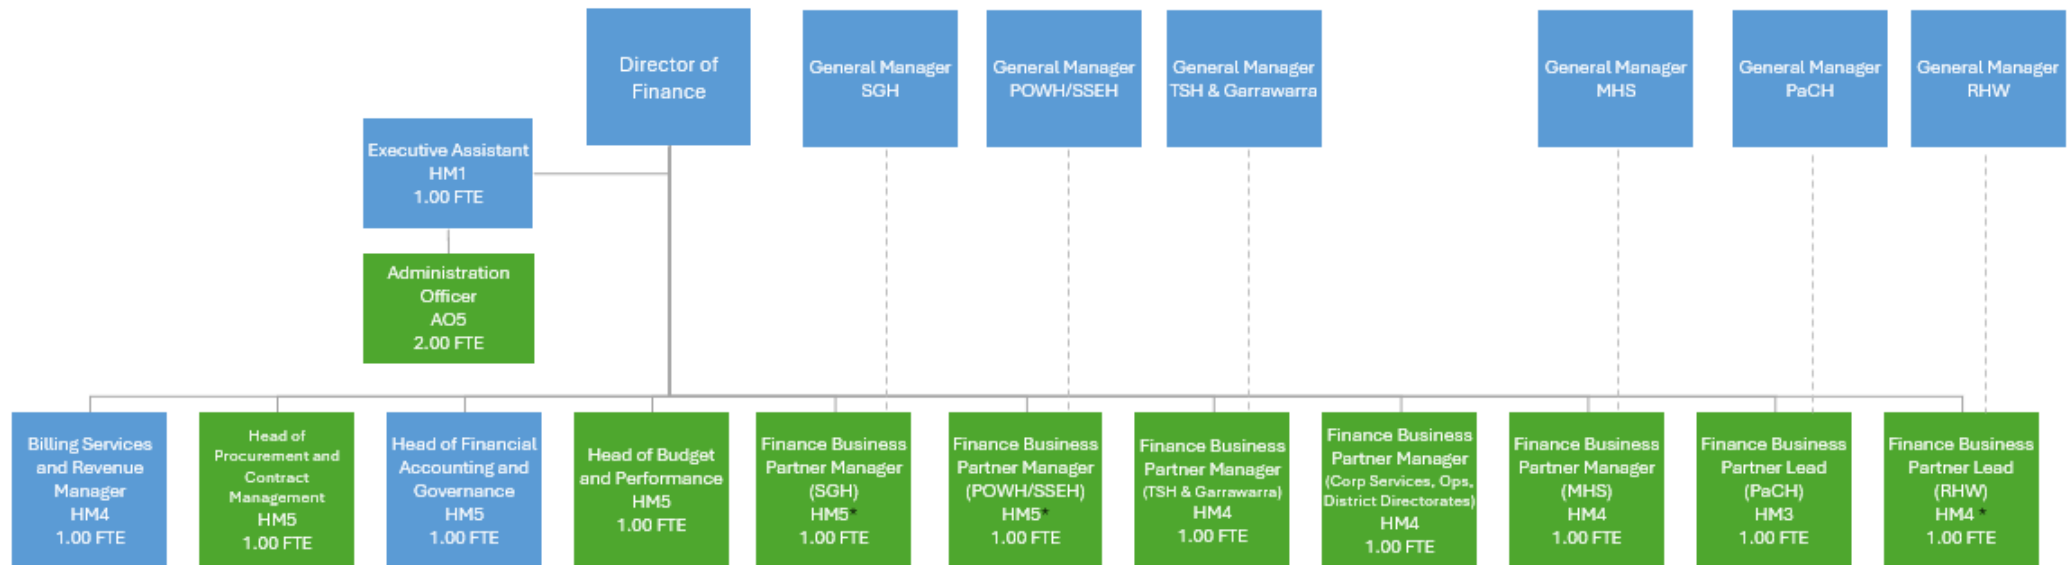 Director of
Finance
General Manager
SGH
General Manager
POWH/SSEH
General Manager
TSH & Garrawarra
General Manager
MHS
General Manager
PaCH
General Manager
RHW
Executive Assistant
HM1
1.00 FTE
Administration
Officer
AO5
2.00 FTE
Billing Services
and Revenue
Manager
HM4
1.00 FTE
Head of
Procurement and
Contract
Management
HM5
1.00 FTE
Head of Financial
Accounting and
Governance
HM5
1.00 FTE
Head of Budget
and Performance
HM5
1.00 FTE
Finance Business
Partner Manager
(SGH)
HM5*
1.00 FTE
Finance Business
Partner Manager
(POWH/SSEH)
HM5*
1.00 FTE
Finance Business
Partner Manager
(TSH & Garrawarra)
HM4
1.00 FTE
Finance Business
Partner Manager
(Corp Services, Ops,
District Directorates)
HM4
1.00 FTE
Finance Business
Partner Manager
(MHS)
HM4
1.00 FTE
Finance Business
Partner Lead
(PaCH)
HM3
1.00 FTE
Finance Business
Partner Lead
(RHW)
HM4 *
1.00 FTE